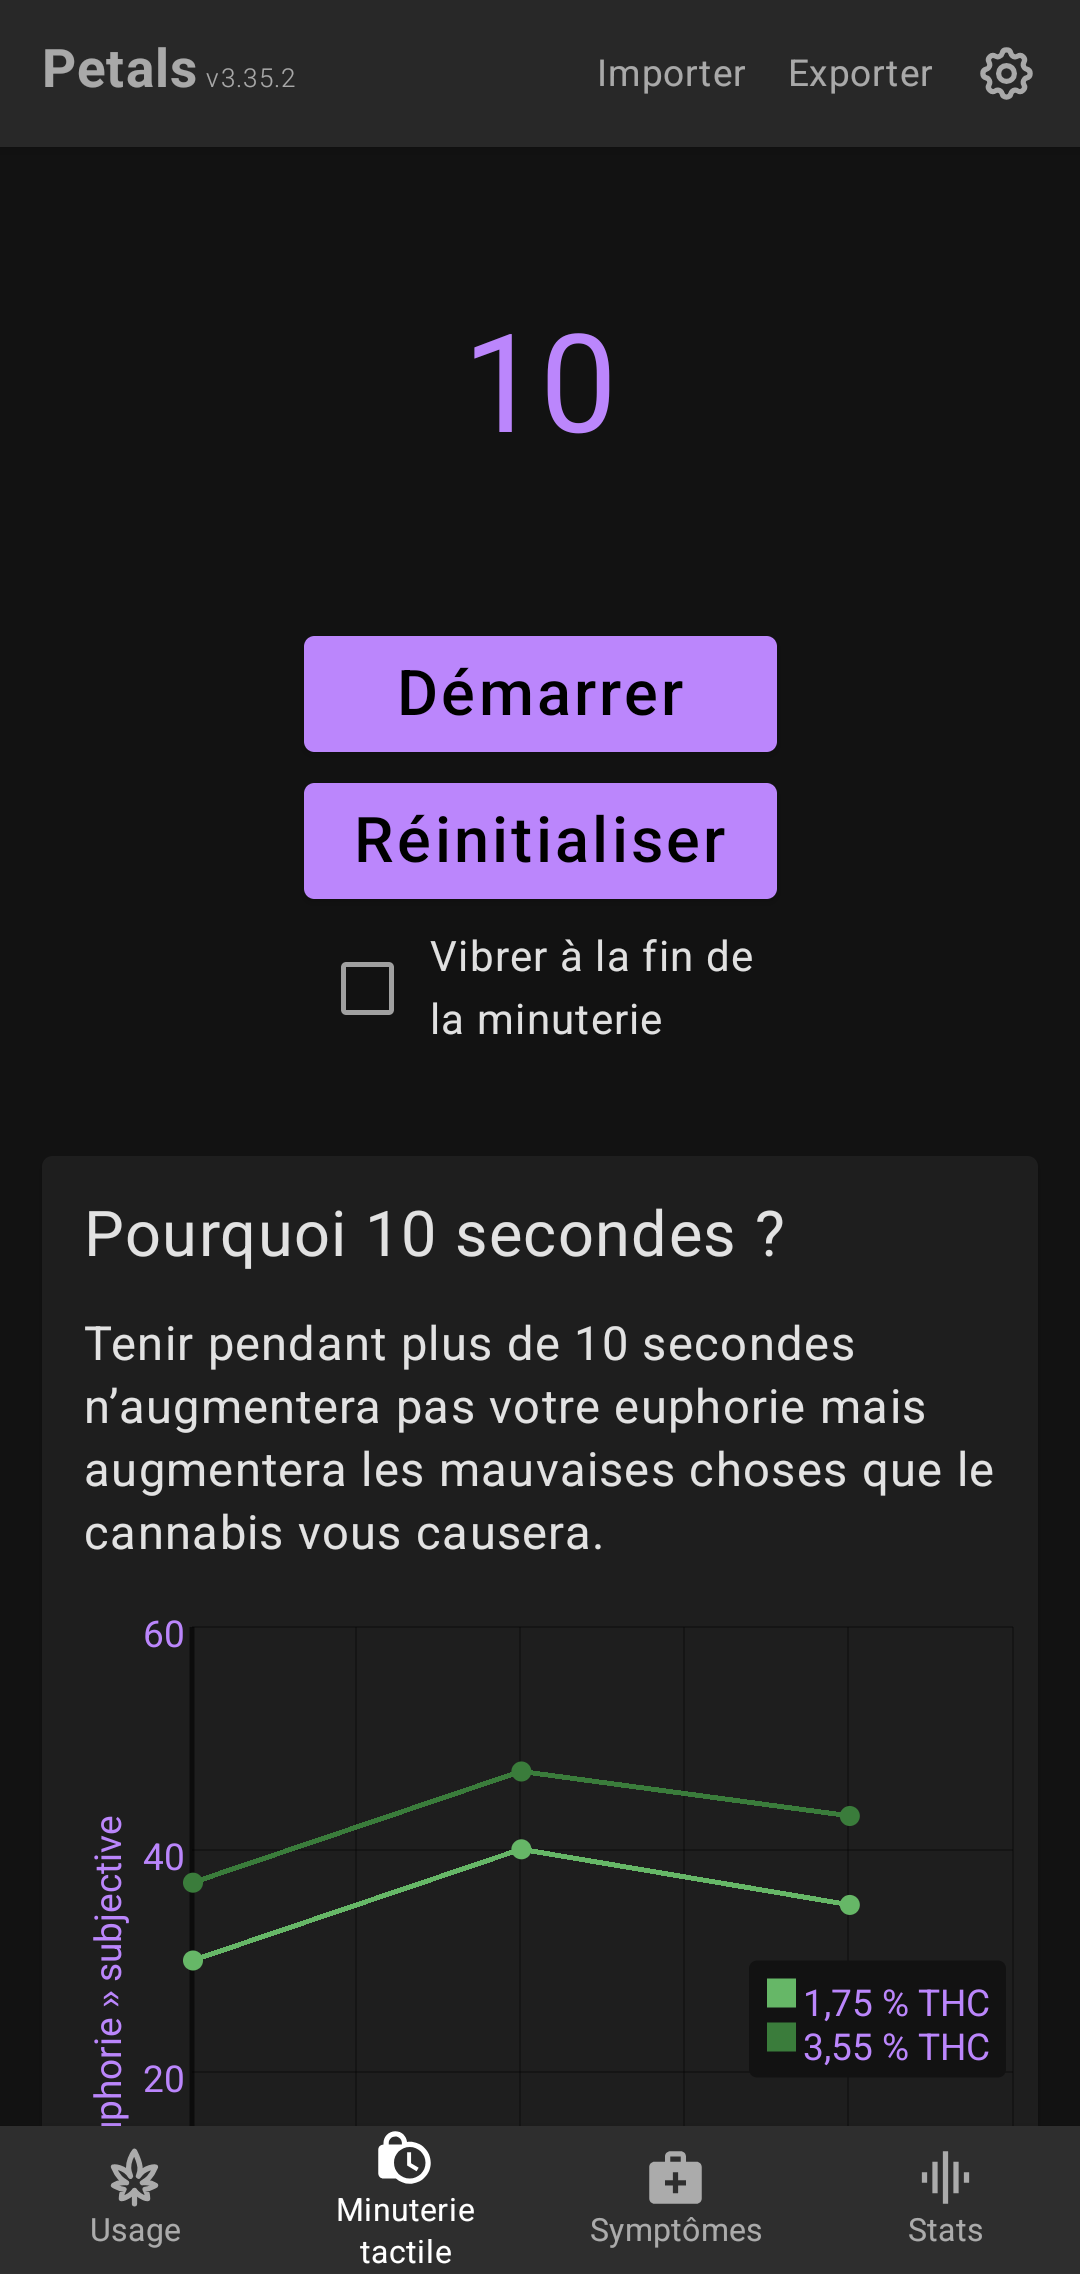 Petals v3.35.2
Importer
Exporter
10
Démarrer
Réinitialiser
Vibrer à la fin de
la minuterie
Pourquoi 10 secondes ?
Tenir pendant plus de 10 secondes
n’augmentera pas votre euphorie mais
augmentera les mauvaises choses que le
cannabis vous causera.
60
40
20
» subjective
1,75 % THC
3,55 % THC
Usage
Minuterie
tactile
Symptômes
Stats